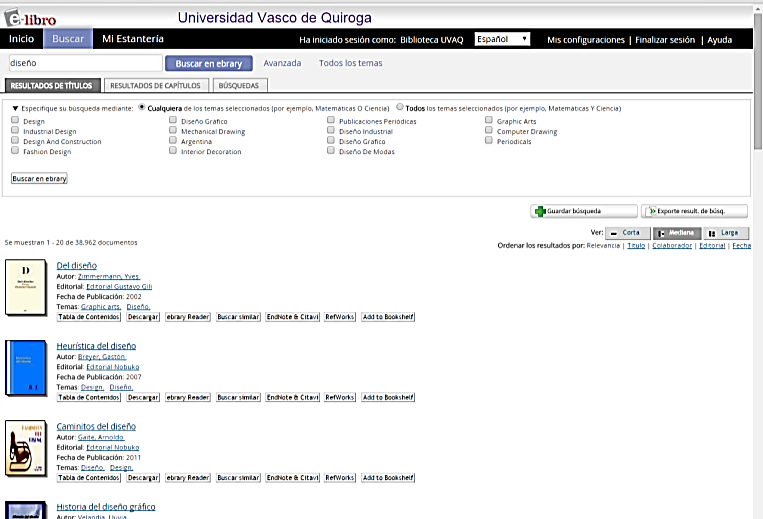 e-libro
Universidad Vasco de Quiroga
Inicio Buscar Mi Estantería Ha iniciado sesión como: Biblioteca UVAQ Español Mis configuraciones | Finalizar sesión | Ayuda
diseño Buscar en ebrary Avanzada Todos los temas
RESULTADOS DE TÍTULOS RESULTADOS DE CAPÍTULOS BÚSQUEDAS
▼ Especifique su búsqueda mediante: Cualquiera de los temas seleccionados (por ejemplo, Matemáticas O Ciencia) Todos los temas seleccionados (por ejemplo, Matemáticas Y Ciencia)
Design Diseño Gráfico Publicaciones Periódicas Graphic Arts
Industrial Design Mechanical Drawing Diseño Industrial Computer Drawing
Design And Construction Argentina Diseño Grafico Periodicals
Fashion Design Interior Decoration Diseño De Modas
Buscar en ebrary
Guardar búsqueda Exporte result. de búsq.
Ver: Corta Mediana Larga
Se muestran 1 - 20 de 38,962 documentos
Ordenar los resultados por: Relevancia | Título | Colaborador | Editorial | Fecha
Del diseño
Autor: Zimmermann, Yves.
Editorial: Editorial Gustavo Gili
Fecha de Publicación: 2002
Temas: Graphic arts. Diseño.
Tabla de Contenidos Descargar ebrary Reader Buscar similar EndNote & Citavi RefWorks Add to Bookshelf
Heurística del diseño
Autor: Breyer, Gastón.
Editorial: Editorial Nobuko
Fecha de Publicación: 2007
Temas: Design. Diseño.
Tabla de Contenidos Descargar ebrary Reader Buscar similar EndNote & Citavi RefWorks Add to Bookshelf
Caminitos del diseño
Autor: Gaite, Arnoldo.
Editorial: Editorial Nobuko
Fecha de Publicación: 2011
Temas: Diseño. Design.
Tabla de Contenidos Descargar ebrary Reader Buscar similar EndNote & Citavi RefWorks Add to Bookshelf
Historia del diseño gráfico
Autor: Velandia, Lluvia.